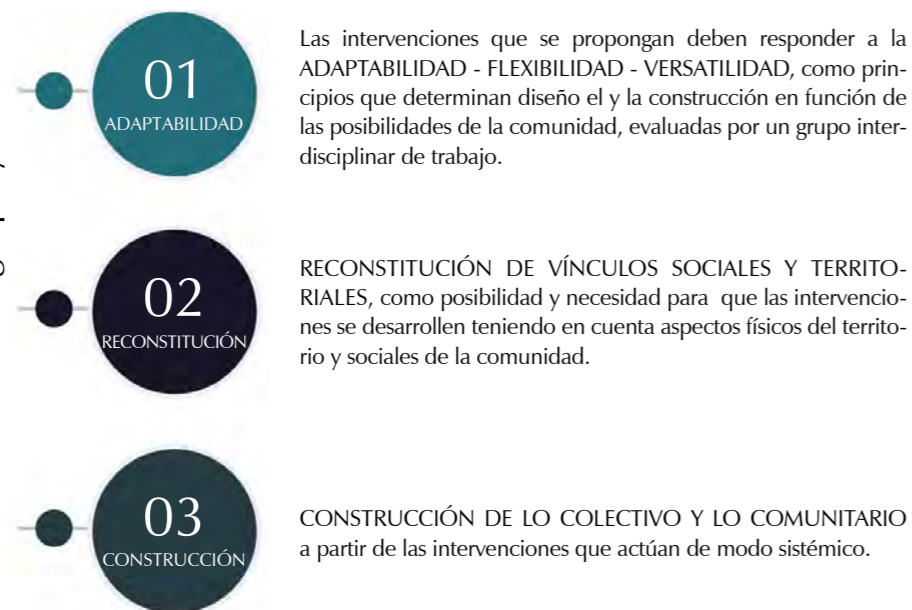 01
ADAPTABILIDAD
Las intervenciones que se propongan deben responder a la
ADAPTABILIDAD - FLEXIBILIDAD - VERSATILIDAD, como prin-
cipios que determinan diseño el y la construcción en función de
las posibilidades de la comunidad, evaluadas por un grupo inter-
disciplinar de trabajo.
02
RECONSTITUCIÓN
RECONSTITUCIÓN DE VÍNCULOS SOCIALES Y TERRITO-
RIALES, como posibilidad y necesidad para que las intervencio-
nes se desarrollen teniendo en cuenta aspectos físicos del territo-
rio y sociales de la comunidad.
03
CONSTRUCCIÓN
CONSTRUCCIÓN DE LO COLECTIVO Y LO COMUNITARIO
a partir de las intervenciones que actúan de modo sistémico.